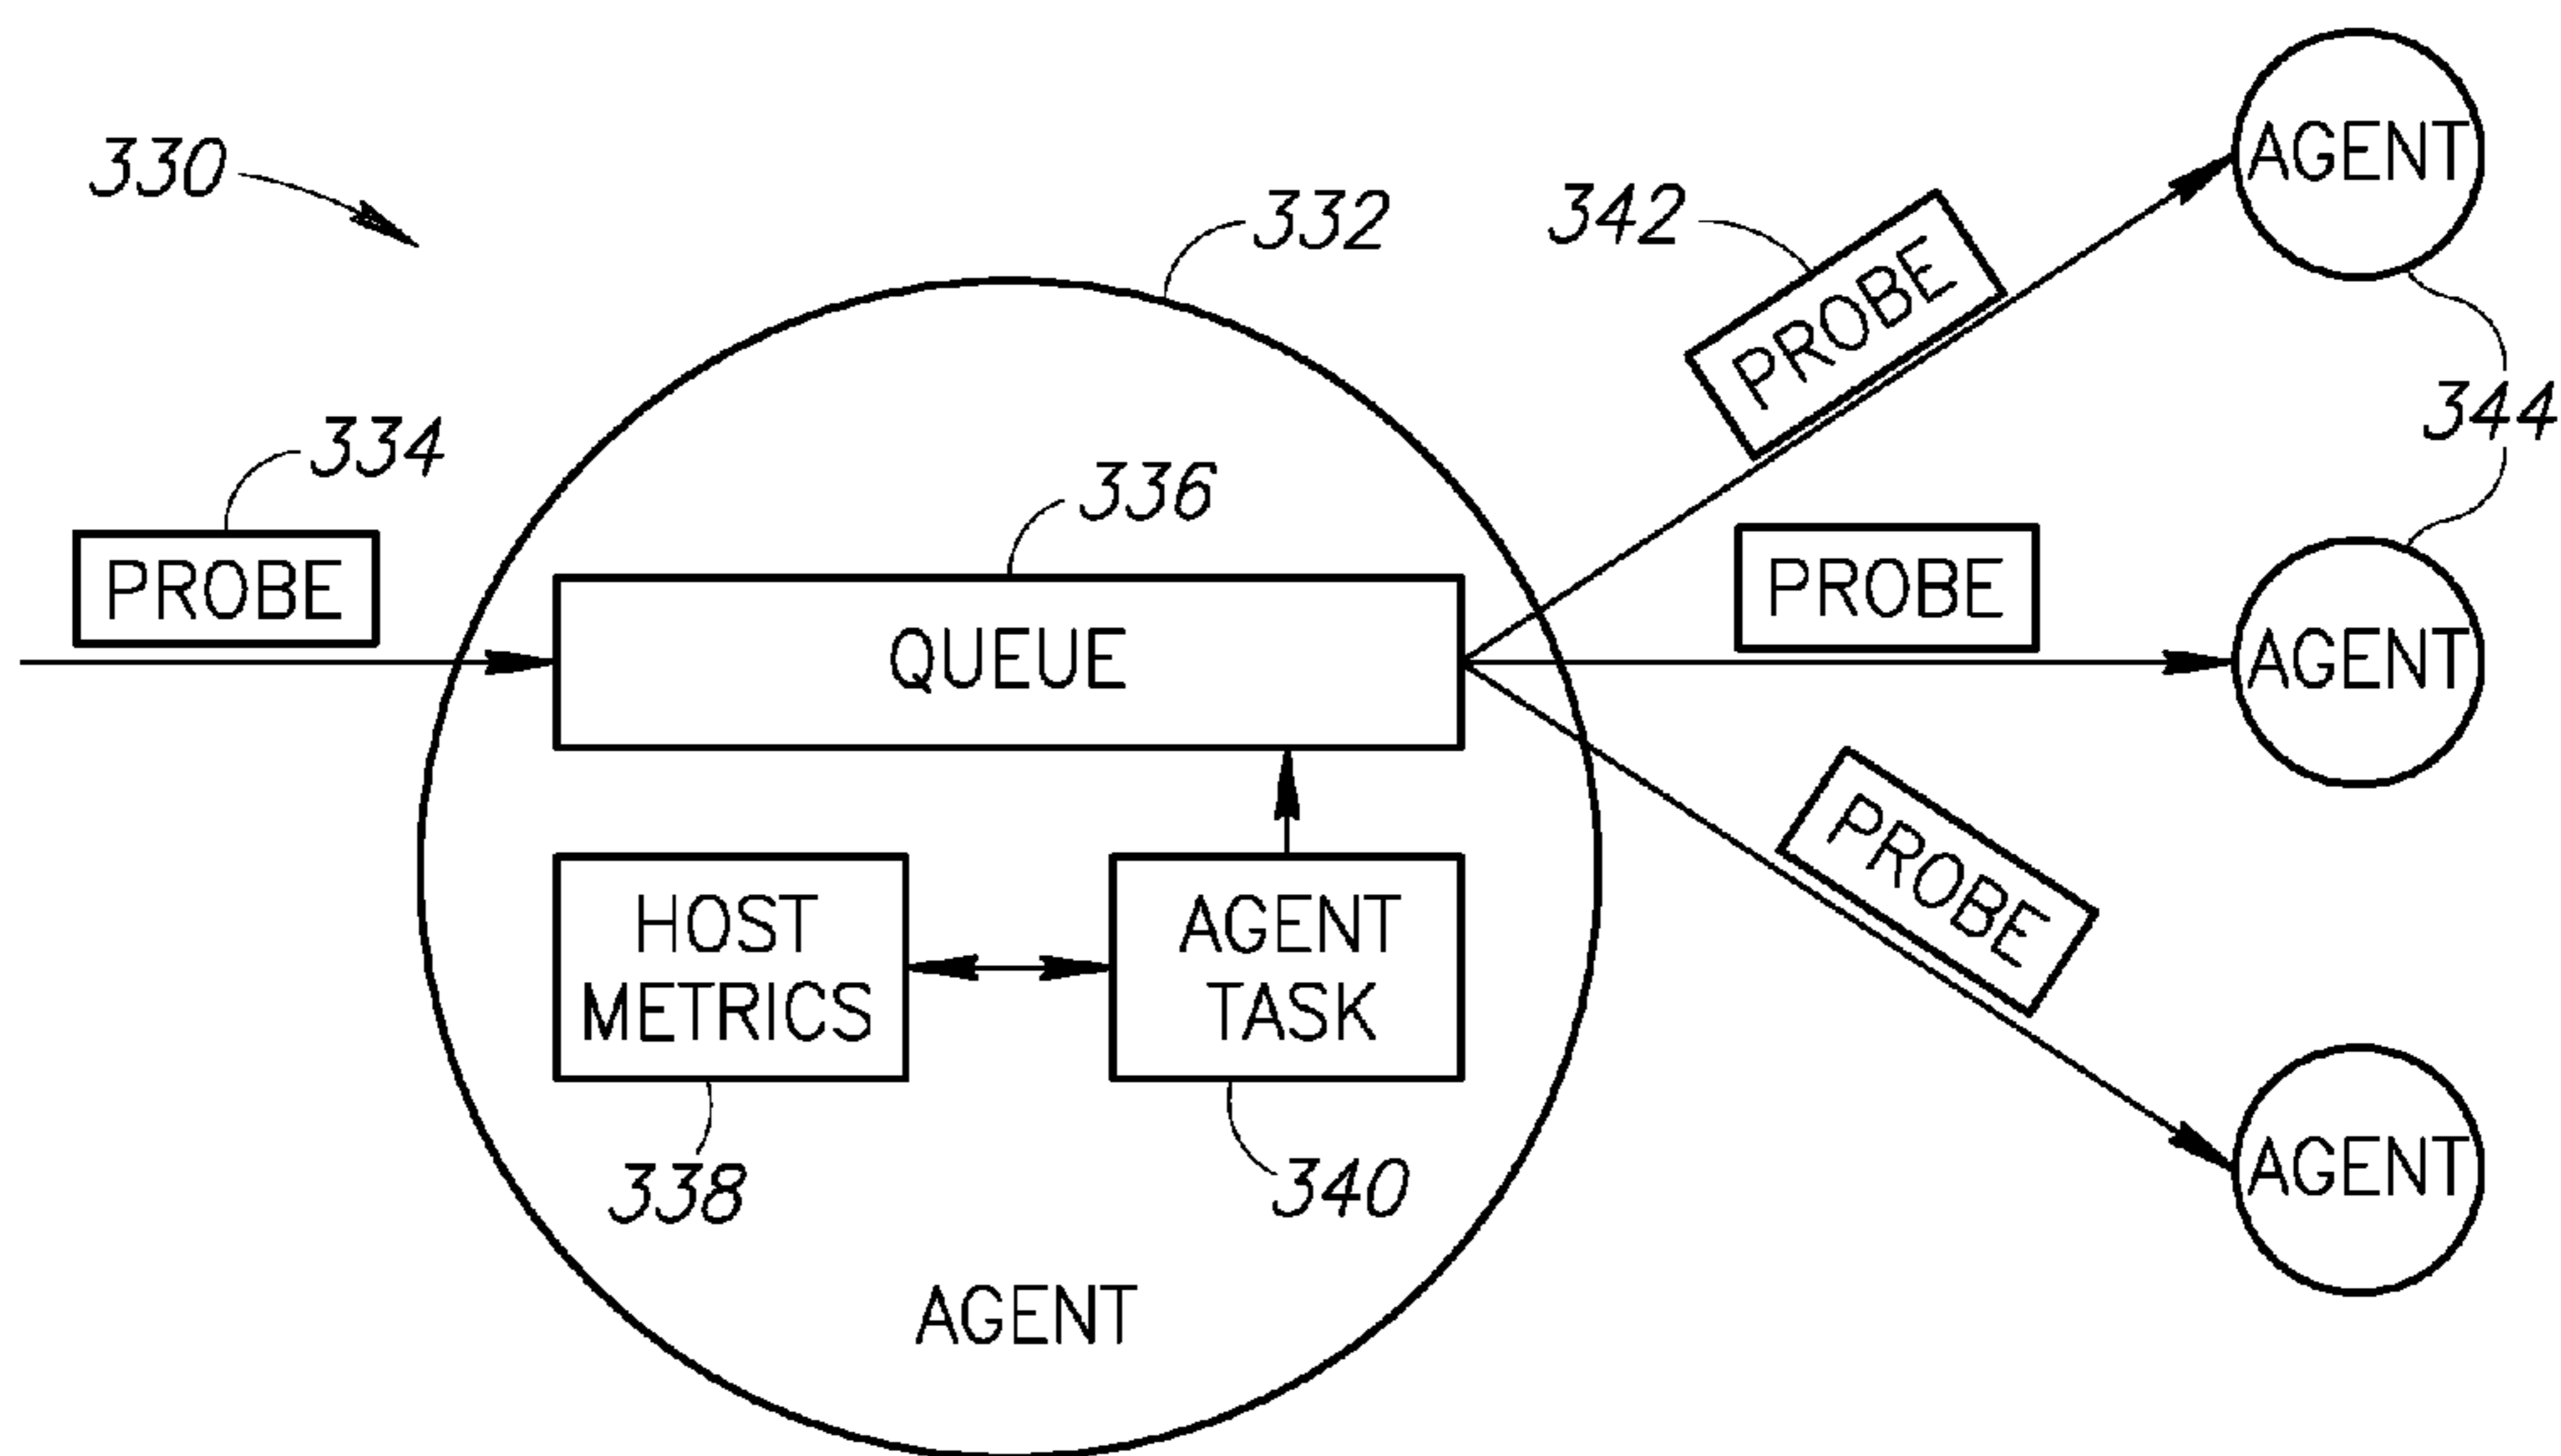 330
332
342
AGENT
PROBE
334
344
336
PROBE
PROBE
QUEUE
AGENT
PROBE
HOST
METRICS
AGENT
TASK
338
340
AGENT
AGENT